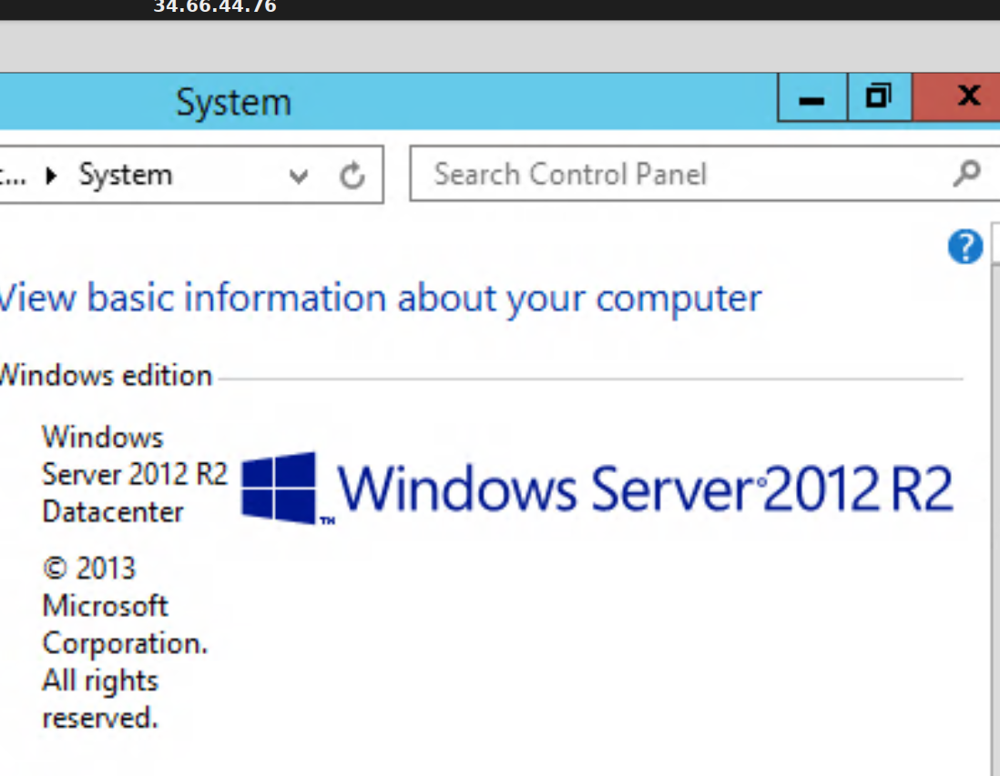 34.66.44.76
System
... ▸ System
Search Control Panel
?
View basic information about your computer
Windows edition
Windows
Server 2012 R2
Datacenter
Windows Server®2012 R2
TM
© 2013
Microsoft
Corporation.
All rights
reserved.